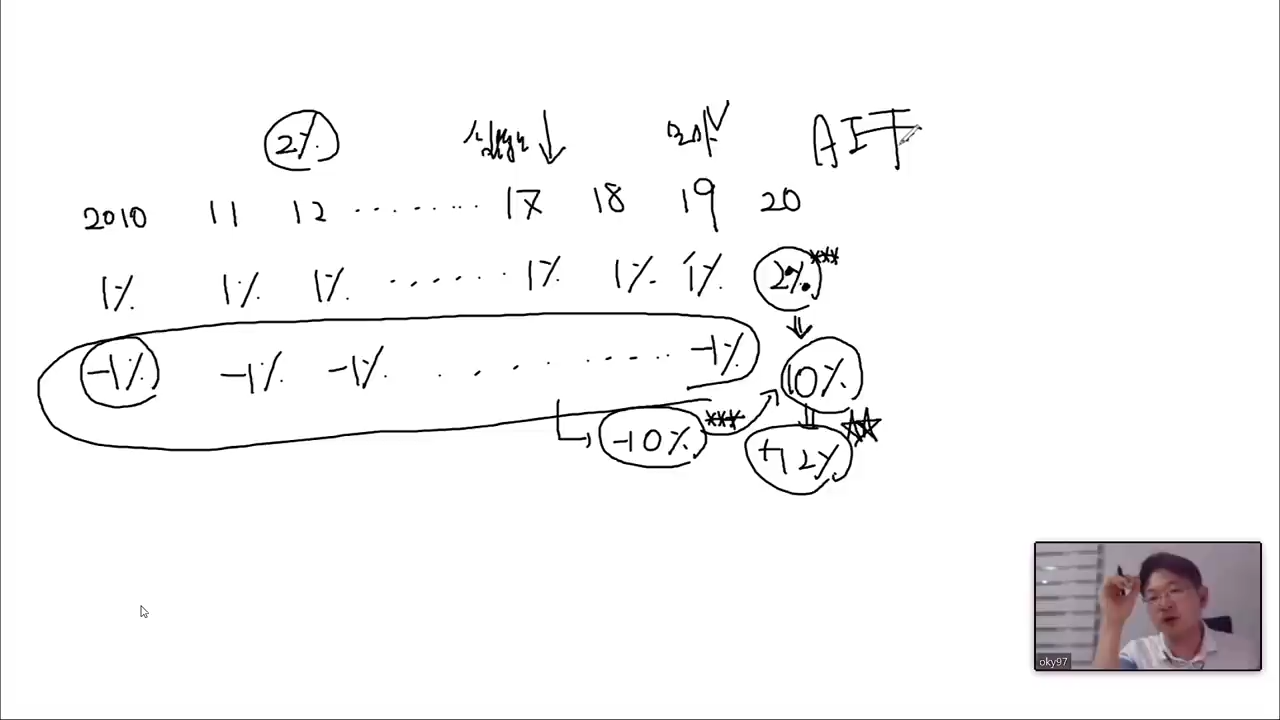 2%
2010 11 12 ......... 17 18 19 20
1% 1% 1% ....... 1% 1% 1% 2% ***
-1% -1% -1% ......... -1% 10%
-10% *** +12% ☆☆
oky97